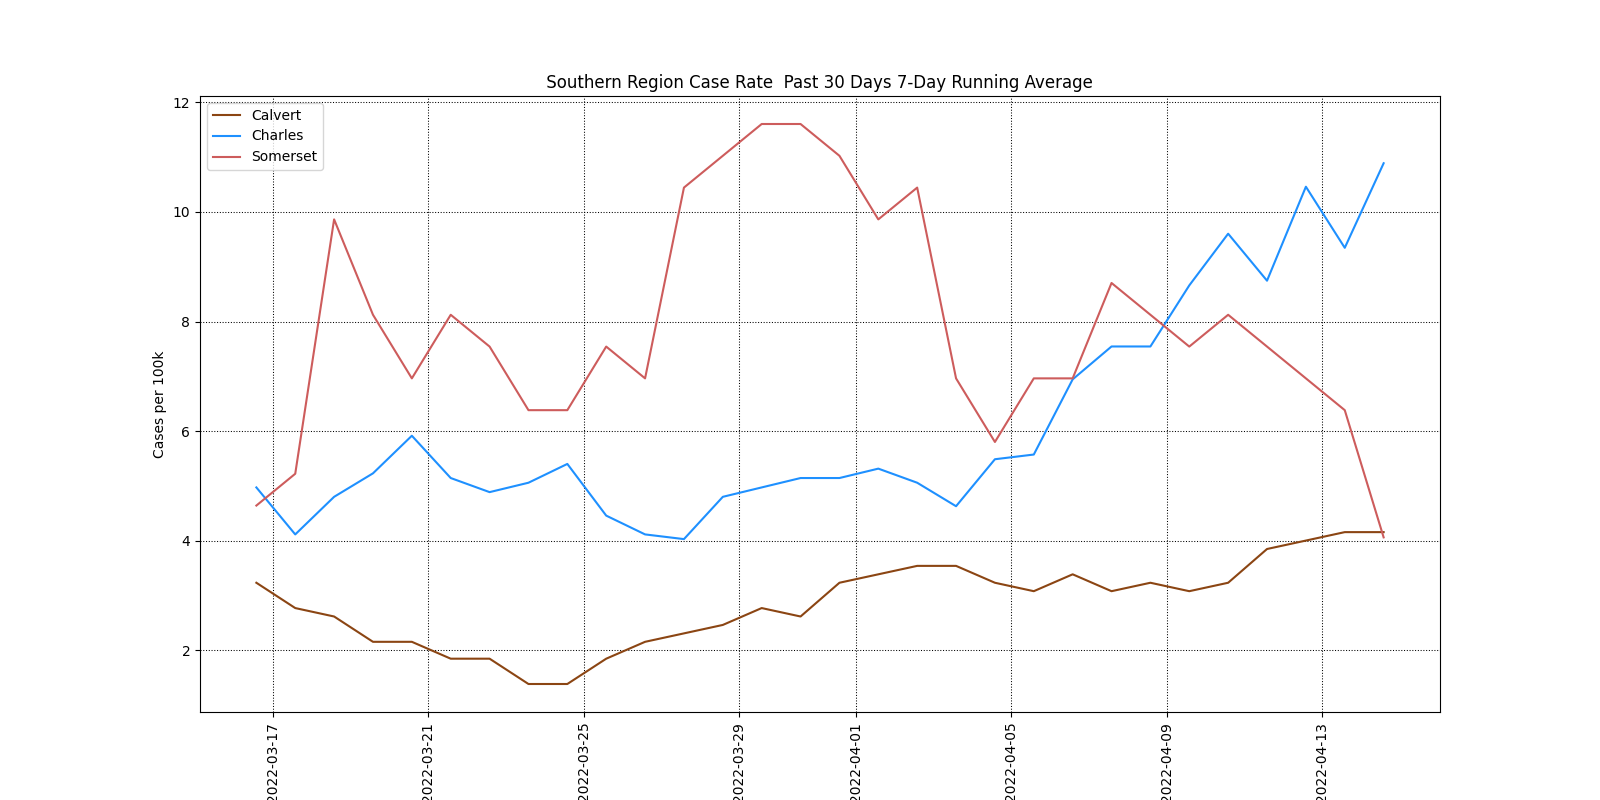 Southern Region Case Rate  Past 30 Days 7-Day Running Average
Calvert
Charles
Somerset
Cases per 100k
12
10
8
6
4
2
2022-03-17
2022-03-21
2022-03-25
2022-03-29
2022-04-01
2022-04-05
2022-04-09
2022-04-13